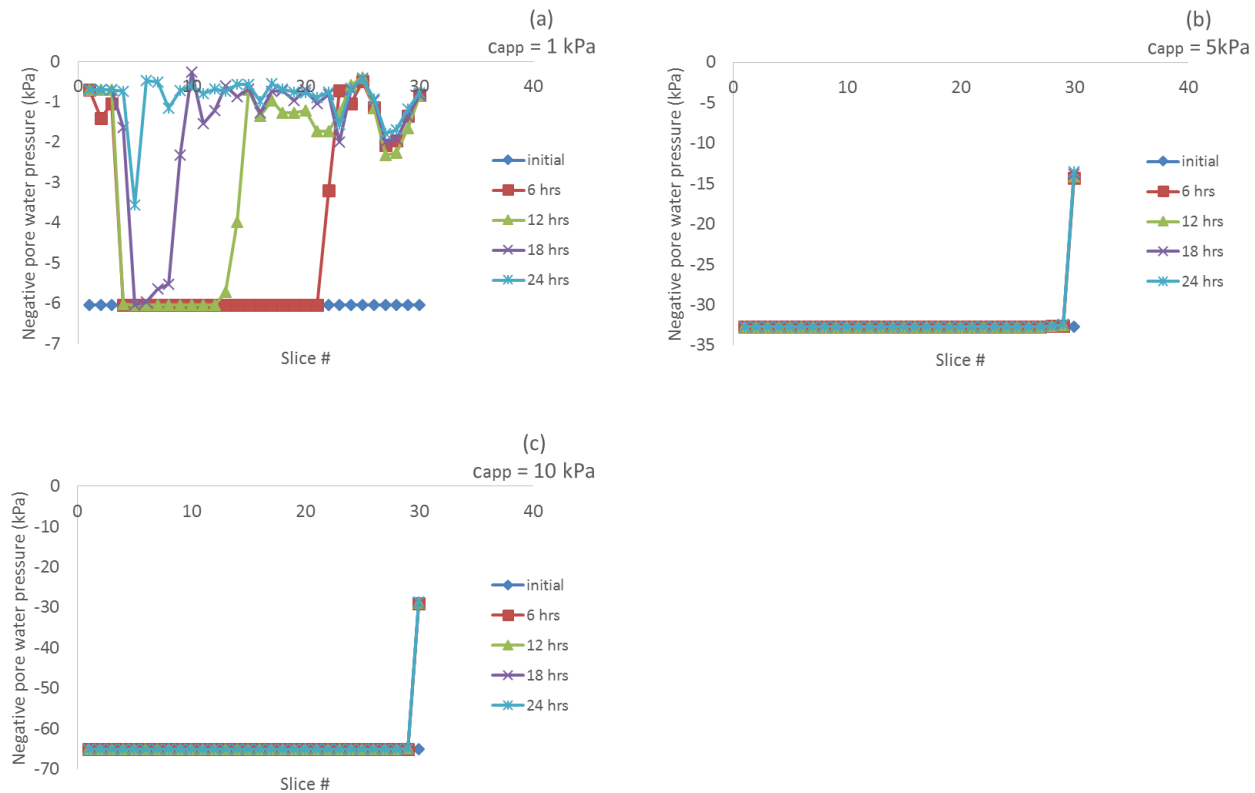 (a)
capp = 1 kPa
Negative pore water pressure (kPa)
0
-1
-2
-3
-4
-5
-6
-7
0
10
20
30
40
Slice #
initial
6 hrs
12 hrs
18 hrs
24 hrs
(b)
capp = 5kPa
Negative pore water pressure (kPa)
0
-5
-10
-15
-20
-25
-30
-35
0
10
20
30
40
Slice #
initial
6 hrs
12 hrs
18 hrs
24 hrs
(c)
capp = 10 kPa
Negative pore water pressure (kPa)
0
-10
-20
-30
-40
-50
-60
-70
0
10
20
30
40
Slice #
initial
6 hrs
12 hrs
18 hrs
24 hrs